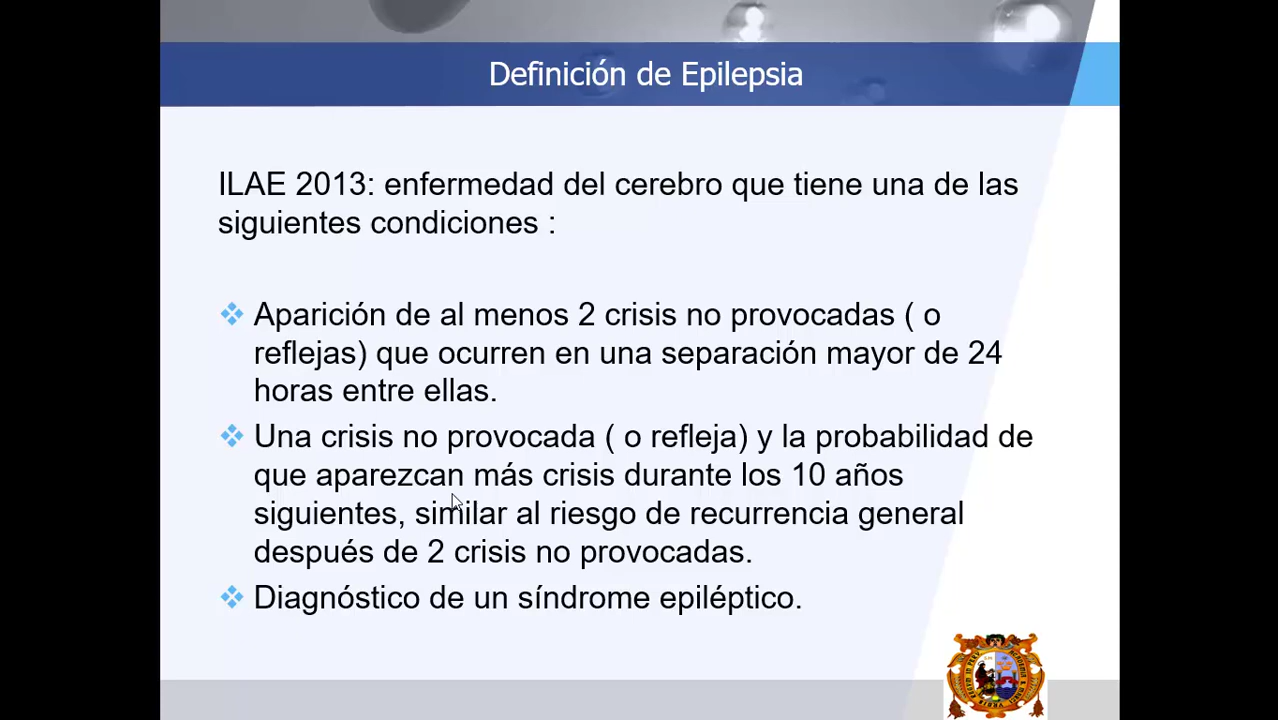 Definición de Epilepsia
ILAE 2013: enfermedad del cerebro que tiene una de las
siguientes condiciones :
Aparición de al menos 2 crisis no provocadas ( o
reflejas) que ocurren en una separación mayor de 24
horas entre ellas.
Una crisis no provocada ( o refleja) y la probabilidad de
que aparezcan más crisis durante los 10 años
siguientes, similar al riesgo de recurrencia general
después de 2 crisis no provocadas.
Diagnóstico de un síndrome epiléptico.